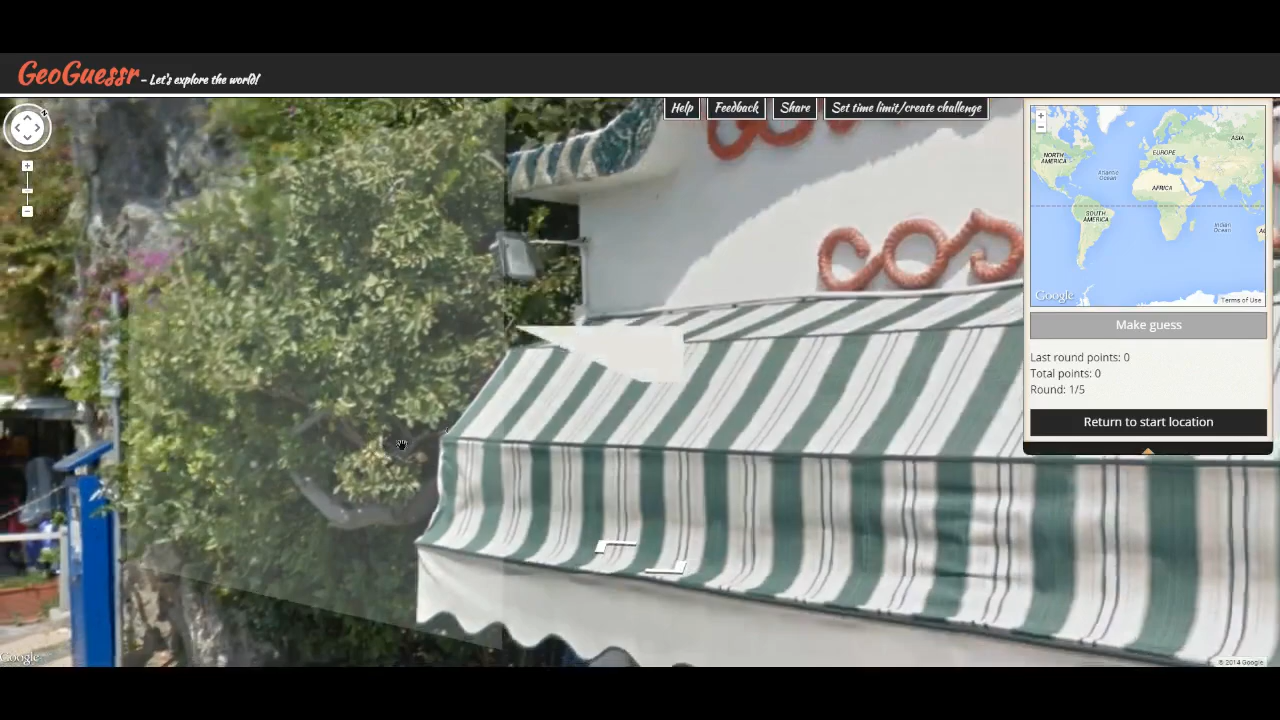 GeoGuessr - Let's explore the world!
Help
Feedback
Share
Set time limit/create challenge
cos
+
−
NORTH AMERICA
Atlantic Ocean
EUROPE
ASIA
AFRICA
SOUTH AMERICA
Indian Ocean
Google
Terms of Use
Make guess
Last round points: 0
Total points: 0
Round: 1/5
Return to start location
Google
© 2014 Google